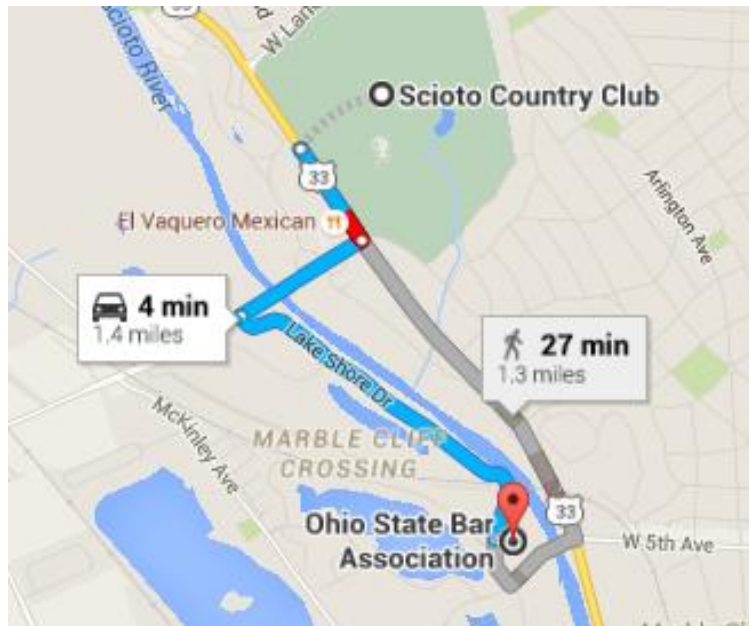 33
W Lan
Scioto River
Scioto Country Club
33
El Vaquero Mexican
Arlington Ave
4 min
1.4 miles
27 min
1.3 miles
Lake Shore Dr
McKinley Ave
MARBLE CLIFF
CROSSING
Ohio State Bar
Association
33
W 5th Ave